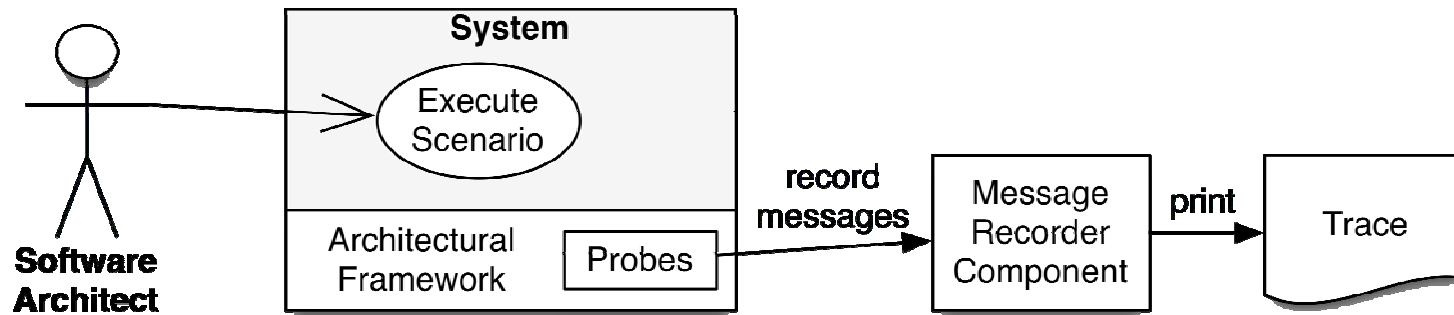 System
Execute
Scenario
Software
Architect
Architectural
Framework
Probes
record
messages
Message
Recorder
Component
print
Trace